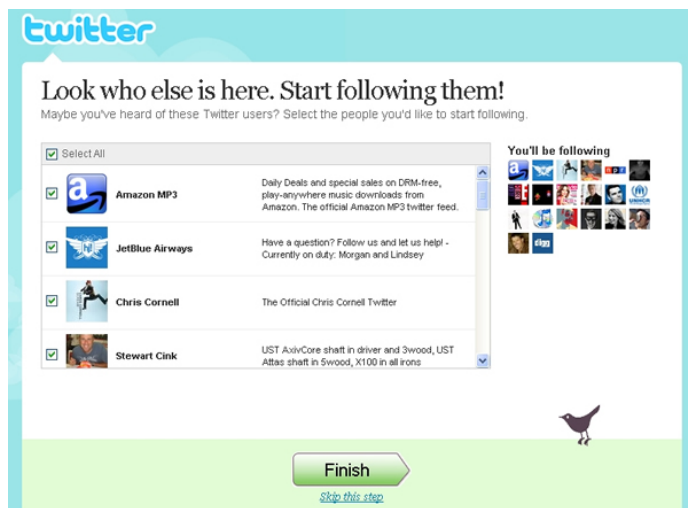 twitter
Look who else is here. Start following them!
Maybe you've heard of these Twitter users? Select the people you'd like to start following.
Select All
Amazon MP3
Daily Deals and special sales on DRM-free,
play-anywhere music downloads from
Amazon. The official Amazon MP3 twitter feed.
JetBlue Airways
Have a question? Follow us and let us help! -
Currently on duty: Morgan and Lindsey
Chris Cornell
The Official Chris Cornell Twitter
Stewart Cink
UST AxivCore shaft in driver and 3wood, UST
Attas shaft in 5wood, X100 in all irons
You'll be following
a
npr
UNHCR
digg
Finish
Skip this step